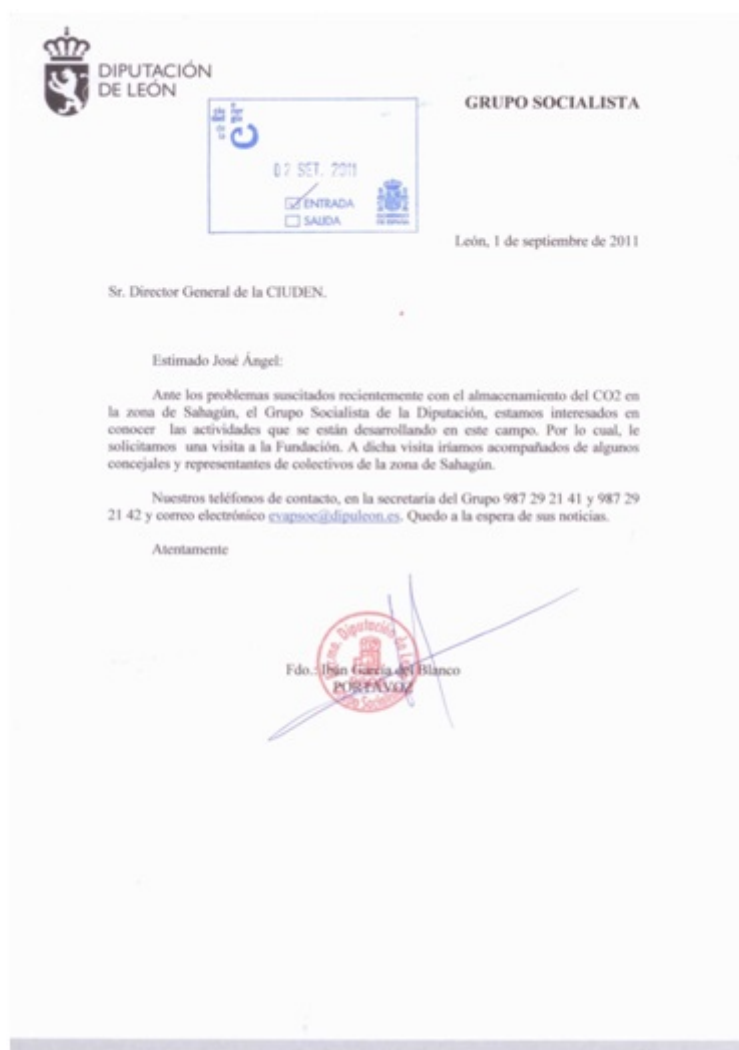 DIPUTACIÓN
DE LEÓN
GRUPO SOCIALISTA
02 SET. 2011
ENTRADA
SALIDA
León, 1 de septiembre de 2011
Sr. Director General de la CIUDEN.
Estimado José Ángel:
Ante los problemas suscitados recientemente con el almacenamiento del CO2 en
la zona de Sahagún, el Grupo Socialista de la Diputación, estamos interesados en
conocer las actividades que se están desarrollando en este campo. Por lo cual, le
solicitamos una visita a la Fundación. A dicha visita iríamos acompañados de algunos
concejales y representantes de colectivos de la zona de Sahagún.
Nuestros teléfonos de contacto, en la secretaria del Grupo 987 29 21 41 y 987 29
21 42 y correo electrónico evapsoe@dipuleon.es. Quedo a la espera de sus noticias.
Atentamente
Diputación de
Fdo.: Ibán García del Blanco
PORTAVOZ